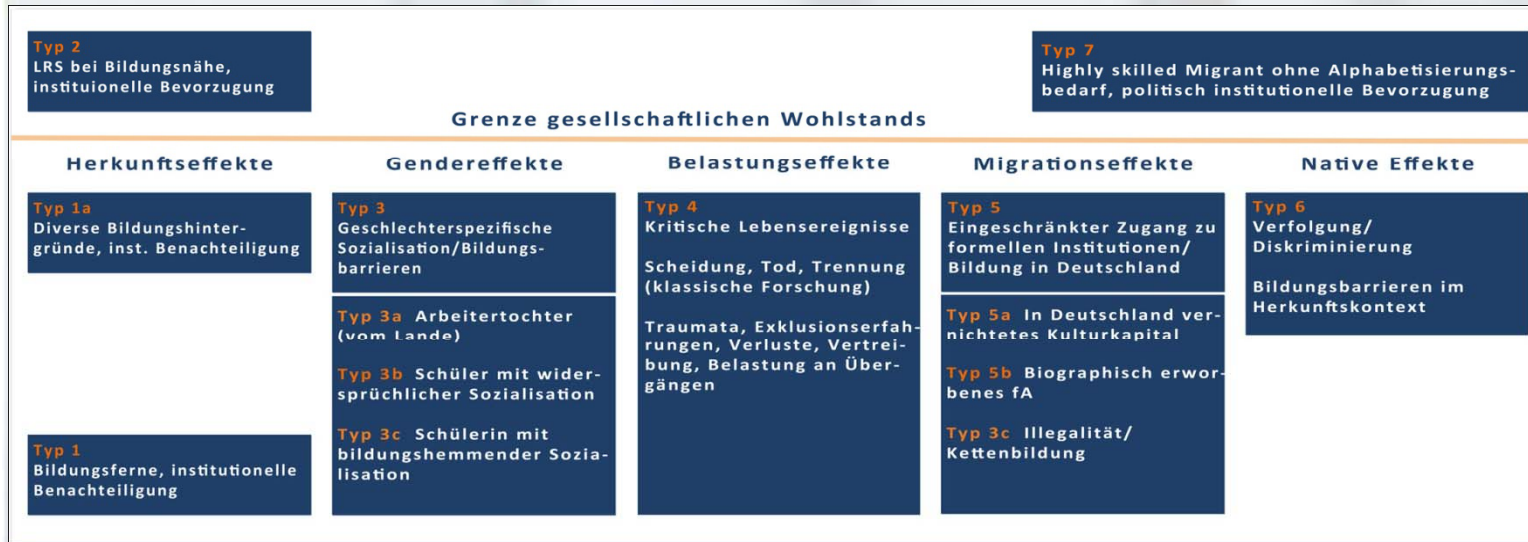 Typ 2
LRS bei Bildungsnähe,
instituionelle Bevorzugung
Typ 7
Highly skilled Migrant ohne Alphabetisierungs-
bedarf, politisch institutionelle Bevorzugung
Grenze gesellschaftlichen Wohlstands
Herkunftseffekte
Typ 1a
Diverse Bildungshinter-
gründe, inst. Benachteiligung
Typ 1
Bildungsferne, institutionelle
Benachteiligung
Gendereffekte
Typ 3
Geschlechterspezifische
Sozialisation/Bildungs-
barrieren
Typ 3a Arbeitertochter
(vom Lande)
Typ 3b Schüler mit wider-
sprüchlicher Sozialisation
Typ 3c Schülerin mit
bildungshemmender Sozia-
lisation
Belastungseffekte
Typ 4
Kritische Lebensereignisse
Scheidung, Tod, Trennung
(klassische Forschung)
Traumata, Exklusionserfah-
rungen, Verluste, Vertrei-
bung, Belastung an Über-
gängen
Migrationseffekte
Typ 5
Eingeschränkter Zugang zu
formellen Institutionen/
Bildung in Deutschland
Typ 5a In Deutschland ver-
nichtetes Kulturkapital
Typ 5b Biographisch erwor-
benes fA
Typ 3c Illegalität/
Kettenbildung
Native Effekte
Typ 6
Verfolgung/
Diskriminierung
Bildungsbarrieren im
Herkunftskontext